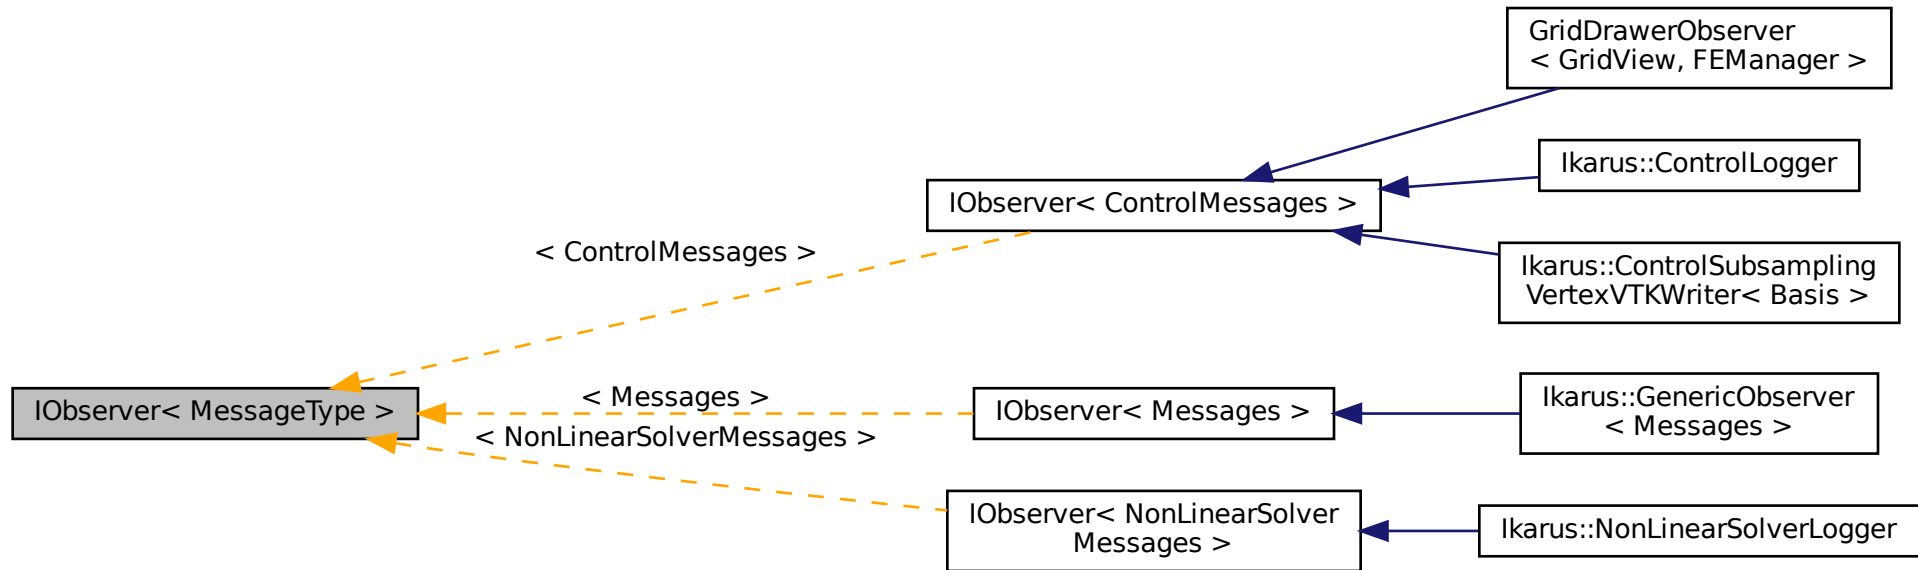 GridDrawerObserver
< GridView, FEManager >
Ikarus::ControlLogger
IObserver< ControlMessages >
< ControlMessages >
Ikarus::ControlSubsampling
VertexVTKWriter< Basis >
IObserver< MessageType >
< Messages >
IObserver< Messages >
Ikarus::GenericObserver
< Messages >
< NonLinearSolverMessages >
IObserver< NonLinearSolver
Messages >
Ikarus::NonLinearSolverLogger